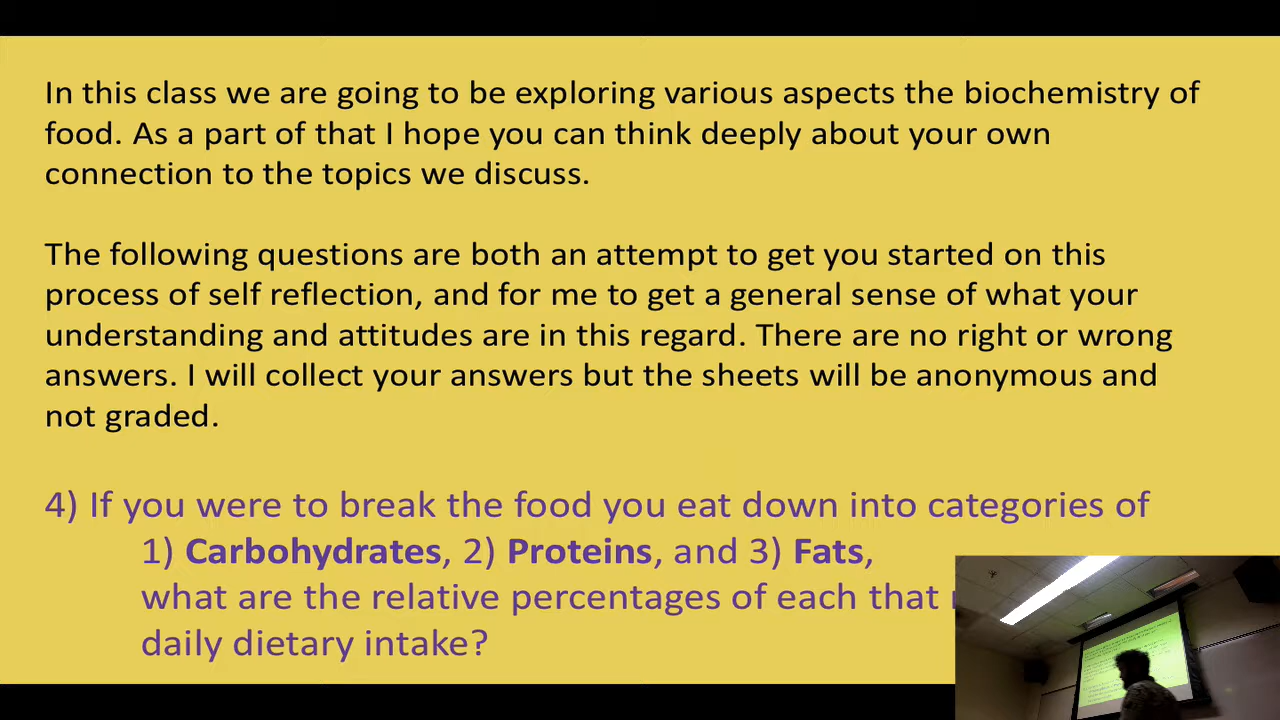 In this class we are going to be exploring various aspects the biochemistry of
food. As a part of that I hope you can think deeply about your own
connection to the topics we discuss.
The following questions are both an attempt to get you started on this
process of self reflection, and for me to get a general sense of what your
understanding and attitudes are in this regard. There are no right or wrong
answers. I will collect your answers but the sheets will be anonymous and
not graded.
4) If you were to break the food you eat down into categories of
1) Carbohydrates, 2) Proteins, and 3) Fats,
what are the relative percentages of each that
daily dietary intake?